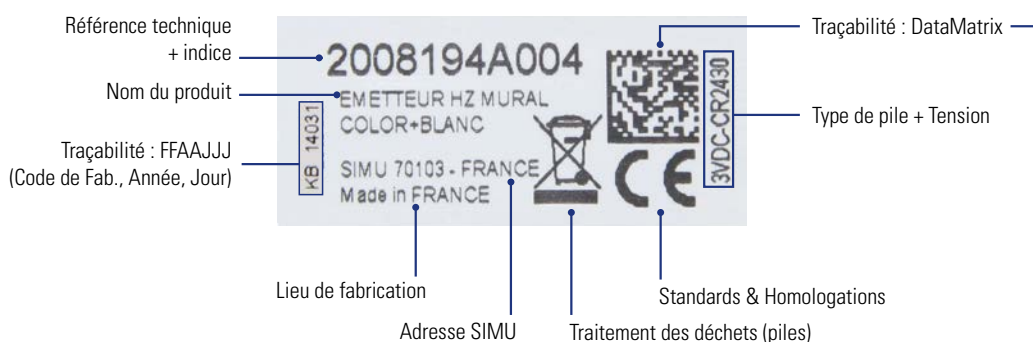 Référence technique
+ indice
Nom du produit
Traçabilité : FFAAJJJ
(Code de Fab., Année, Jour)
KB 14031
2008194A004
EMETTEUR HZ MURAL
COLOR+BLANC
SIMU 70103 - FRANCE
Made in FRANCE
CE
3VDC-CR2430
Traçabilité : DataMatrix
Type de pile + Tension
Lieu de fabrication
Adresse SIMU
Traitement des déchets (piles)
Standards & Homologations